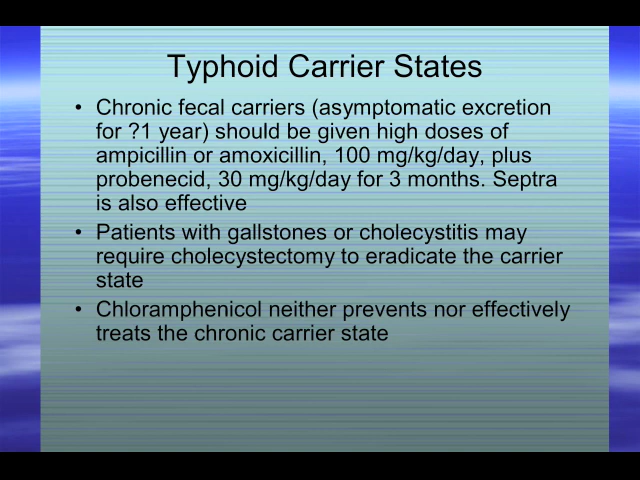 Typhoid Carrier States
• Chronic fecal carriers (asymptomatic excretion
for ?1 year) should be given high doses of
ampicillin or amoxicillin, 100 mg/kg/day, plus
probenecid, 30 mg/kg/day for 3 months. Septra
is also effective
• Patients with gallstones or cholecystitis may
require cholecystectomy to eradicate the carrier
state
• Chloramphenicol neither prevents nor effectively
treats the chronic carrier state